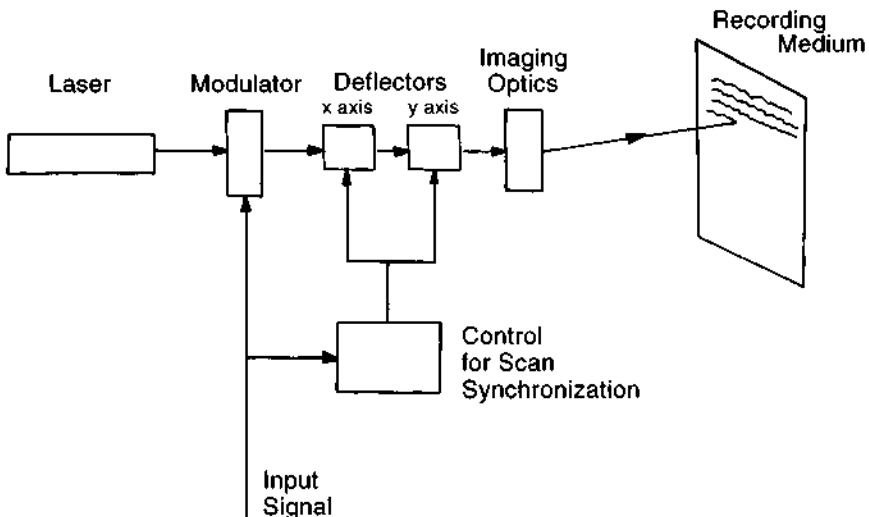 Recording
Medium
Imaging
Optics
Laser
Modulator
Deflectors
x axis
y axis
Control
for Scan
Synchronization
Input
Signal